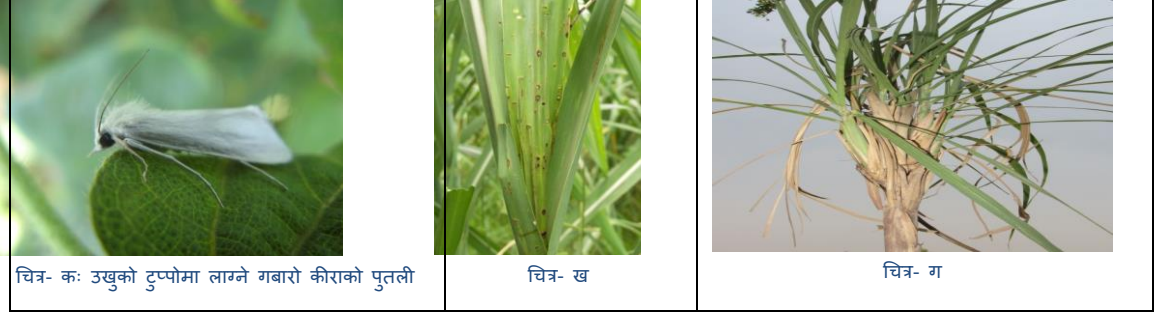 चित्र- कः उखुको टुप्पोमा लाग्ने गबारो कीराको पुतली
चित्र- ख
चित्र- ग